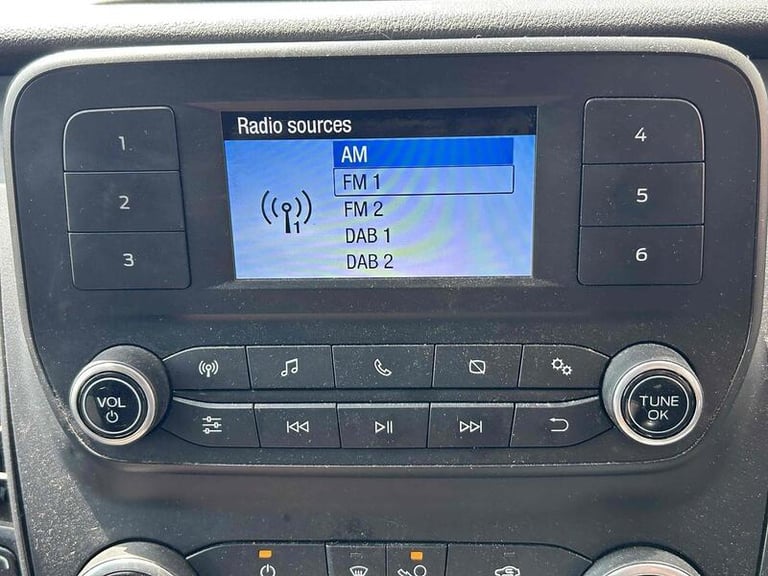 Radio sources
AM
FM 1
FM 2
DAB 1
DAB 2
1
1
2
3
4
5
6
VOL
TUNE
OK